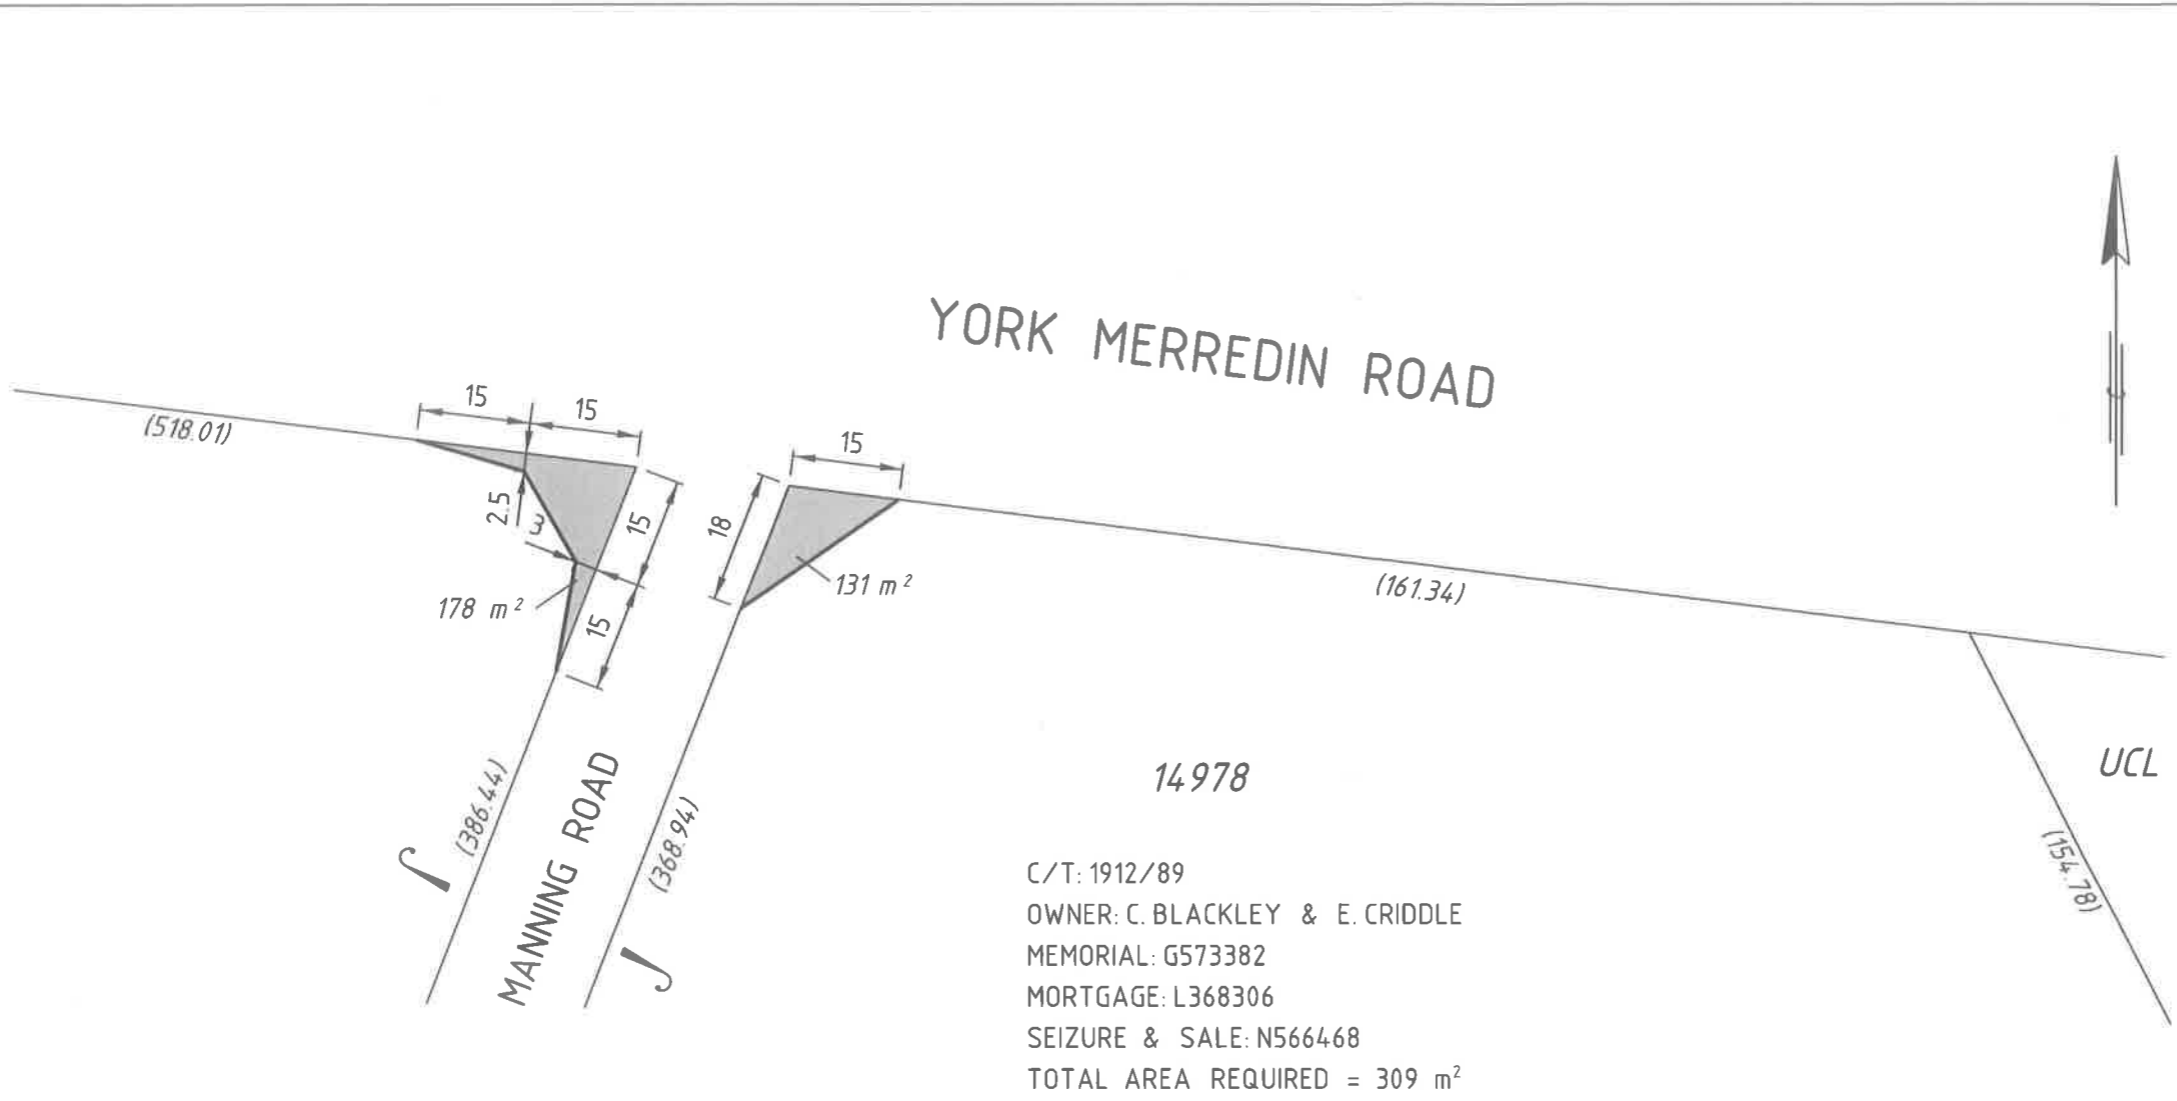 YORK MERREDIN ROAD
15
15
(518.01)
15
2.5
3
15
18
131 m²
(161.34)
178 m²
15
14978
UCL
(386.44)
MANNING ROAD
(368.94)
(154.78)
C/T: 1912/89
OWNER: C. BLACKLEY & E. CRIDDLE
MEMORIAL: G573382
MORTGAGE: L368306
SEIZURE & SALE: N566468
TOTAL AREA REQUIRED = 309 m²